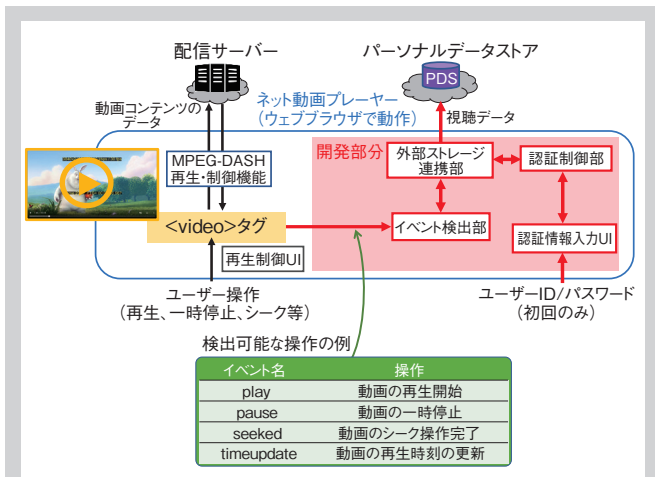 配信サーバー
パーソナルデータストア
PDS
動画コンテンツの
データ
ネット動画プレーヤー
(ウェブブラウザで動作)
視聴データ
開発部分
MPEG-DASH
再生・制御機能
外部ストレージ
連携部
認証制御部
<video>タグ
イベント検出部
認証情報入力UI
再生制御UI
ユーザー操作
(再生、一時停止、シーク等)
ユーザーID/パスワード
(初回のみ)
検出可能な操作の例
イベント名 操作
play 動画の再生開始
pause 動画の一時停止
seeked 動画のシーク操作完了
timeupdate 動画の再生時刻の更新